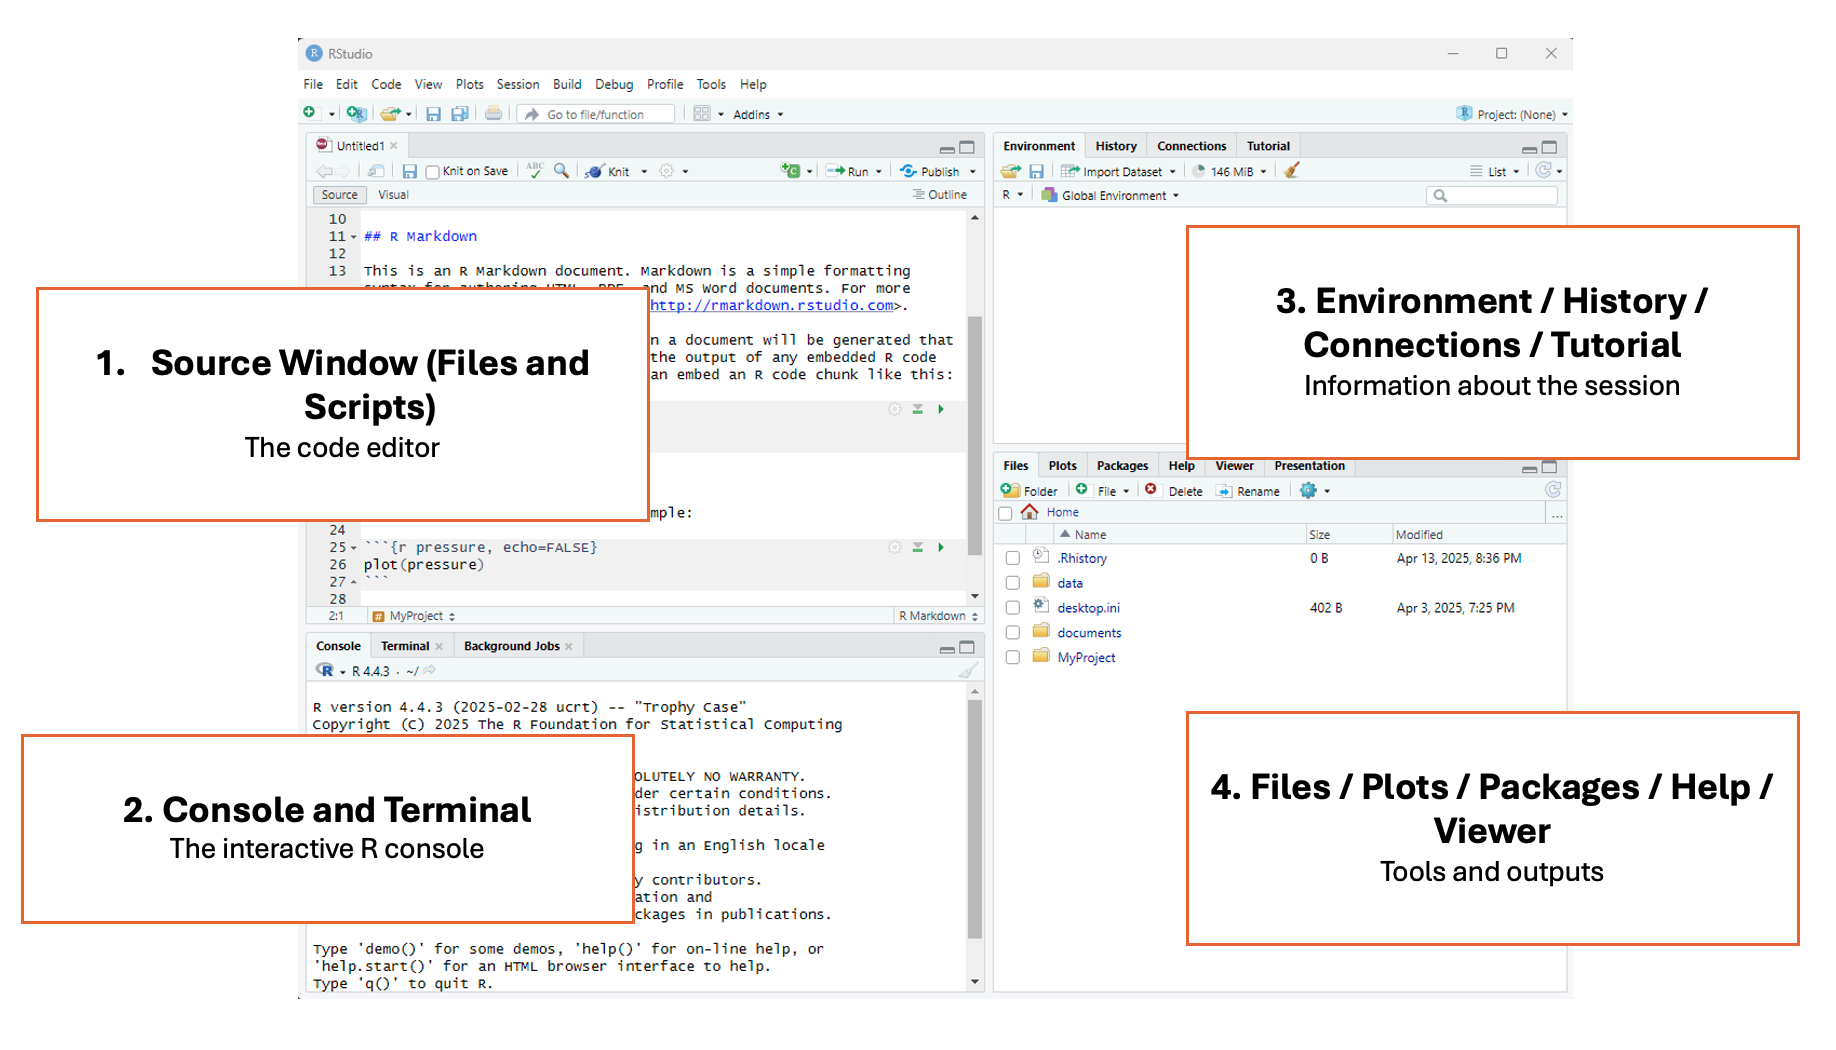 RStudio
File Edit Code View Plots Session Build Debug Profile Tools Help
Go to file/function Addins Project: (None)
Untitled1
Knit on Save ABC Knit Run Publish
Source Visual Outline
10
11 ## R Markdown
12
13 This is an R Markdown document. Markdown is a simple formatting
and MS Word documents. For more
http://rmarkdown.rstudio.com>.
n a document will be generated that
the output of any embedded R code
an embed an R code chunk like this:
mple:
24
25 ```{r pressure, echo=FALSE}
26 plot(pressure)
27 ```
28
2:1 MyProject R Markdown
1. Source Window (Files and
Scripts)
The code editor
Console Terminal Background Jobs
R 4.4.3 · ~/
R version 4.4.3 (2025-02-28 ucrt) -- "Trophy Case"
Copyright (C) 2025 The R Foundation for Statistical Computing
OLUTELY NO WARRANTY.
der certain conditions.
istribution details.
g in an English locale
y contributors.
ation and
ckages in publications.
Type 'demo()' for some demos, 'help()' for on-line help, or
'help.start()' for an HTML browser interface to help.
Type 'q()' to quit R.
2. Console and Terminal
The interactive R console
Environment History Connections Tutorial
Import Dataset 146 MiB List
R Global Environment
3. Environment / History /
Connections / Tutorial
Information about the session
Files Plots Packages Help Viewer Presentation
Folder File Delete Rename
Home ...
Name Size Modified
.Rhistory 0 B Apr 13, 2025, 8:36 PM
data
desktop.ini 402 B Apr 3, 2025, 7:25 PM
documents
MyProject
4. Files / Plots / Packages / Help /
Viewer
Tools and outputs